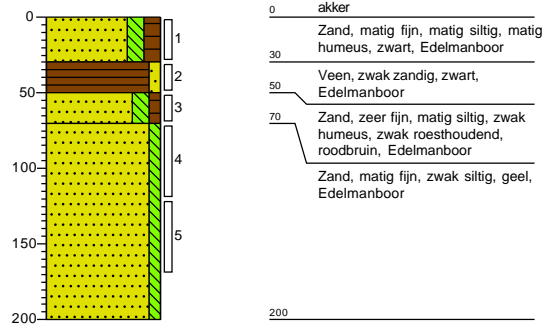 0
50
100
150
200
1
2
3
4
5
0 akker
Zand, matig fijn, matig siltig, matig
humeus, zwart, Edelmanboor
30
Veen, zwak zandig, zwart,
Edelmanboor
50
Zand, zeer fijn, matig siltig, zwak
humeus, zwak roesthoudend,
roodbruin, Edelmanboor
70
Zand, matig fijn, zwak siltig, geel,
Edelmanboor
200